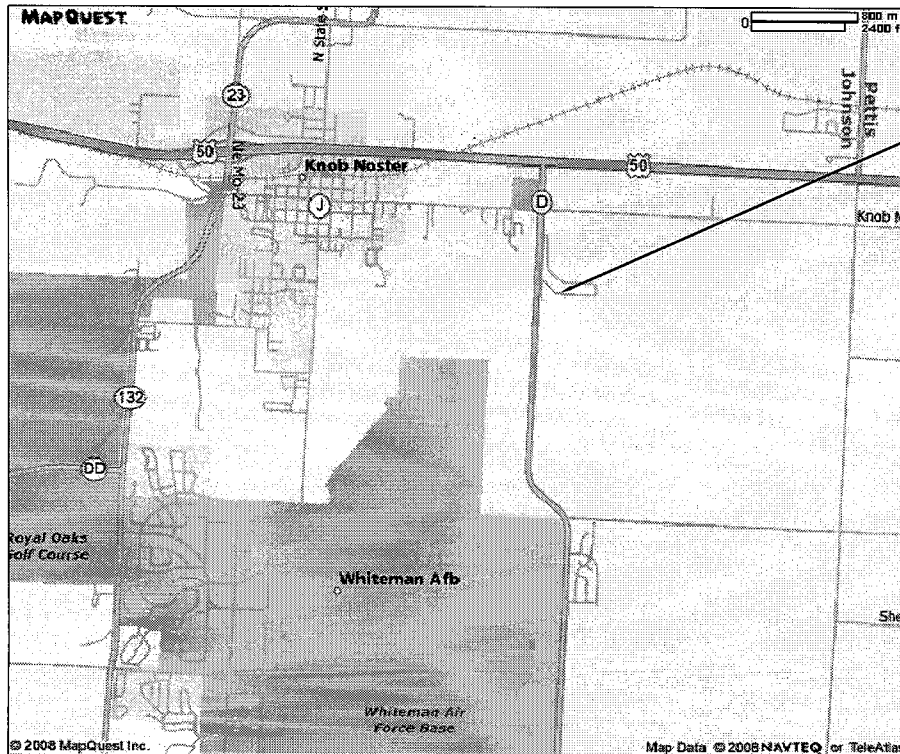 MAPQUEST
0
800 m
2400 f
N State S
23
Pettis
Johnson
50
Ne Mo-23
Knob Noster
50
J
D
Knob N
132
DD
Royal Oaks
Golf Course
Whiteman Afb
She
Whiteman Air
Force Base
© 2008 MapQuest Inc.
Map Data © 2008 NAVTEQ or TeleAtlas